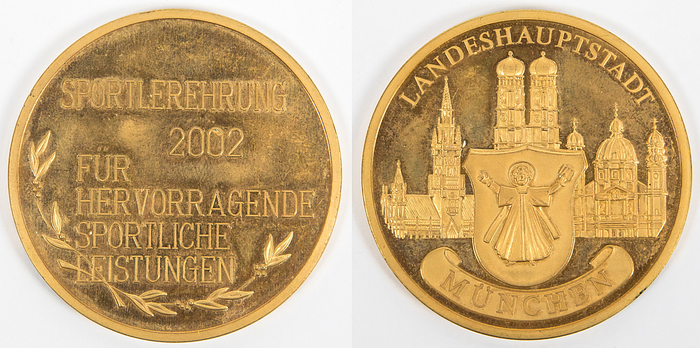 SPORTLEREHRUNG
2002
FÜR
HERVORRAGENDE
SPORTLICHE
LEISTUNGEN
LANDESHAUPTSTADT
MÜNCHEN